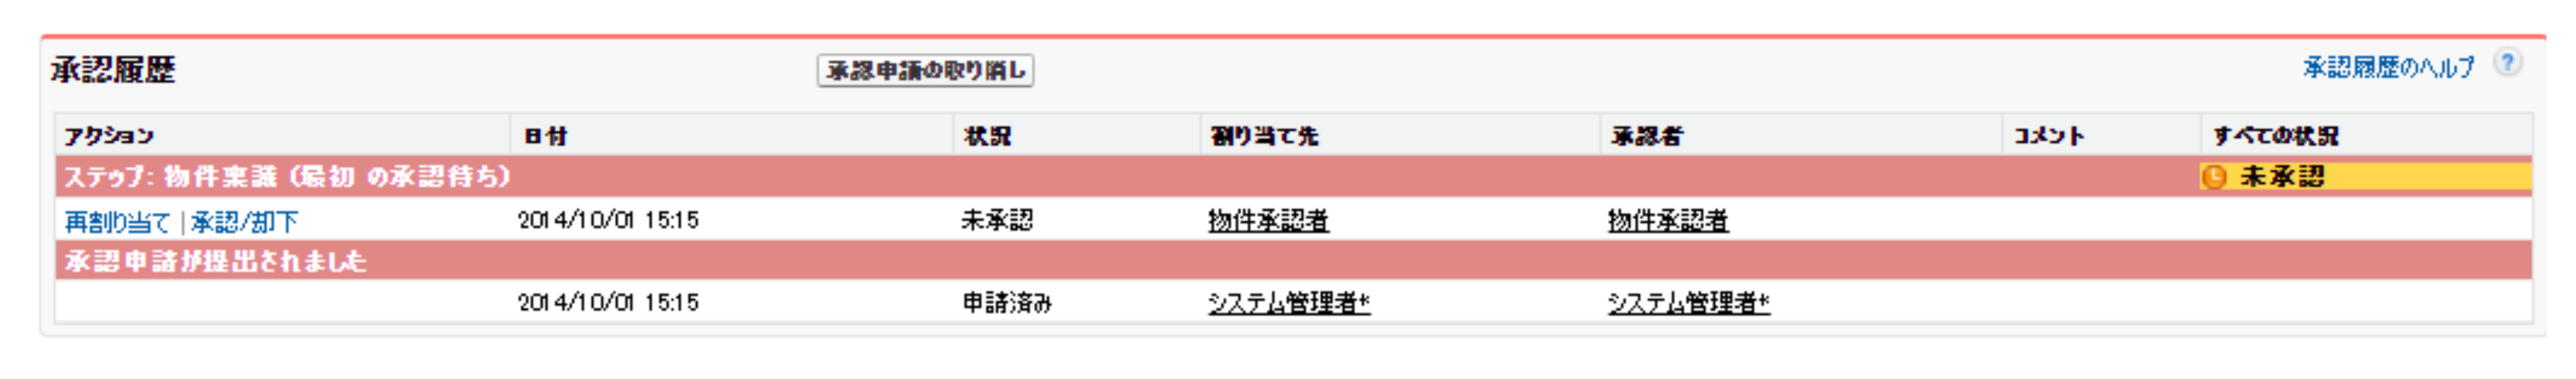 承認履歴 承認申請の取り消し 承認履歴のヘルプ ?
アクション 日付 状況 割り当て先 承認者 コメント すべての状況
ステップ: 物件稟議 (最初 の承認待ち) 未承認
再割り当て | 承認/却下 2014/10/01 15:15 未承認 物件承認者 物件承認者
承認申請が提出されました
2014/10/01 15:15 申請済み システム管理者* システム管理者*